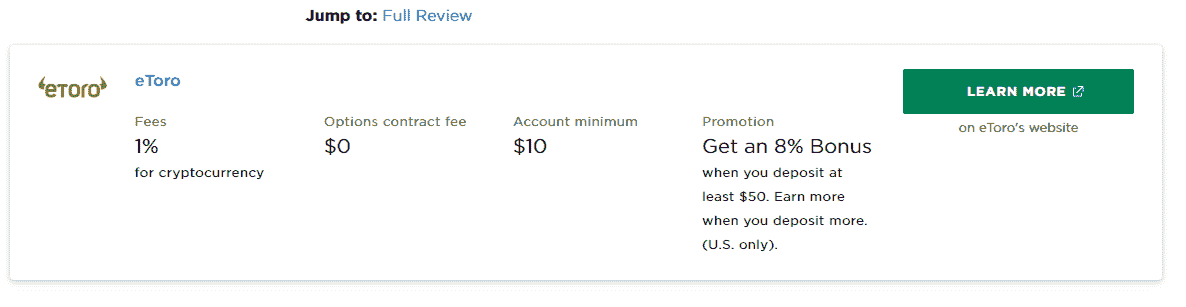 Jump to: Full Review
eToro
eToro
LEARN MORE
on eToro's website
Fees
1%
for cryptocurrency
Options contract fee
$0
Account minimum
$10
Promotion
Get an 8% Bonus
when you deposit at
least $50. Earn more
when you deposit more.
(U.S. only).